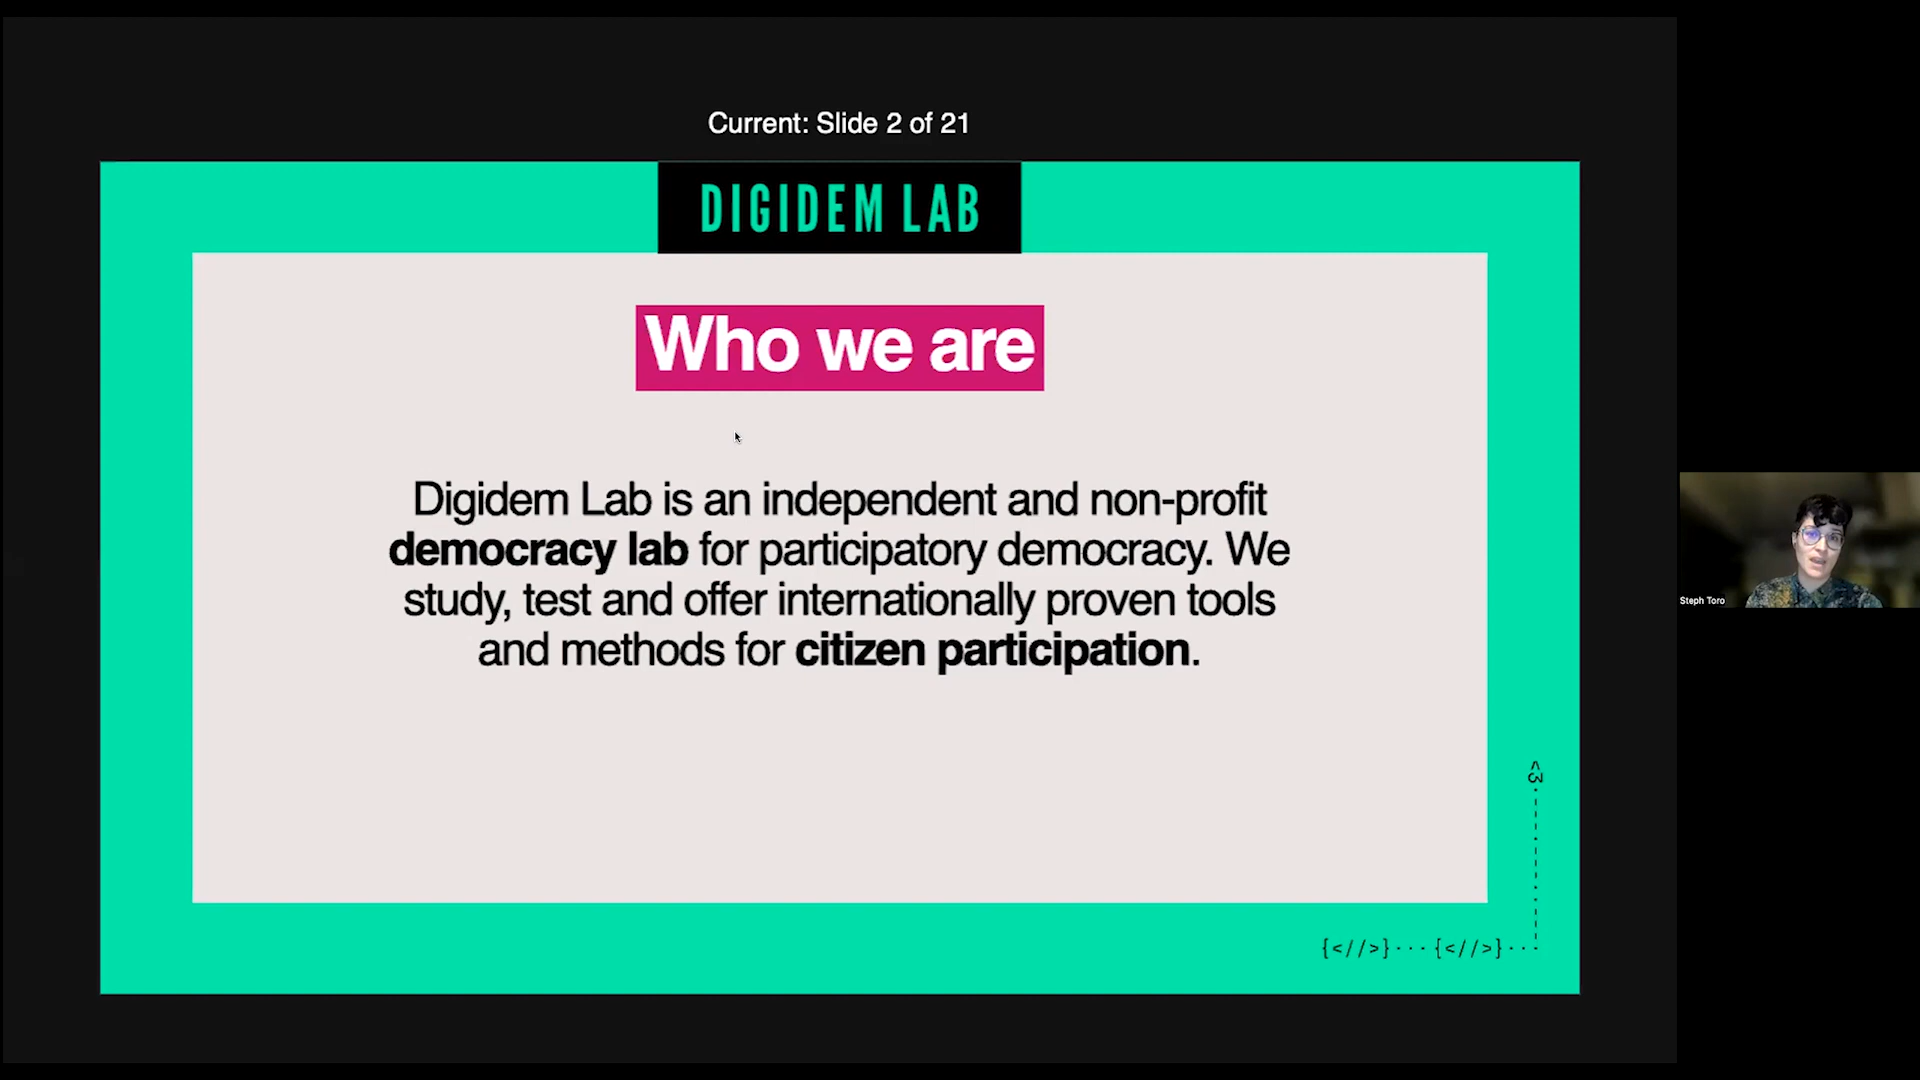 Current: Slide 2 of 21
DIGIDEM LAB
Who we are
Digidem Lab is an independent and non-profit
democracy lab for participatory democracy. We
study, test and offer internationally proven tools
and methods for citizen participation.
Steph Toro
<3
{<//>}···{<//>}···